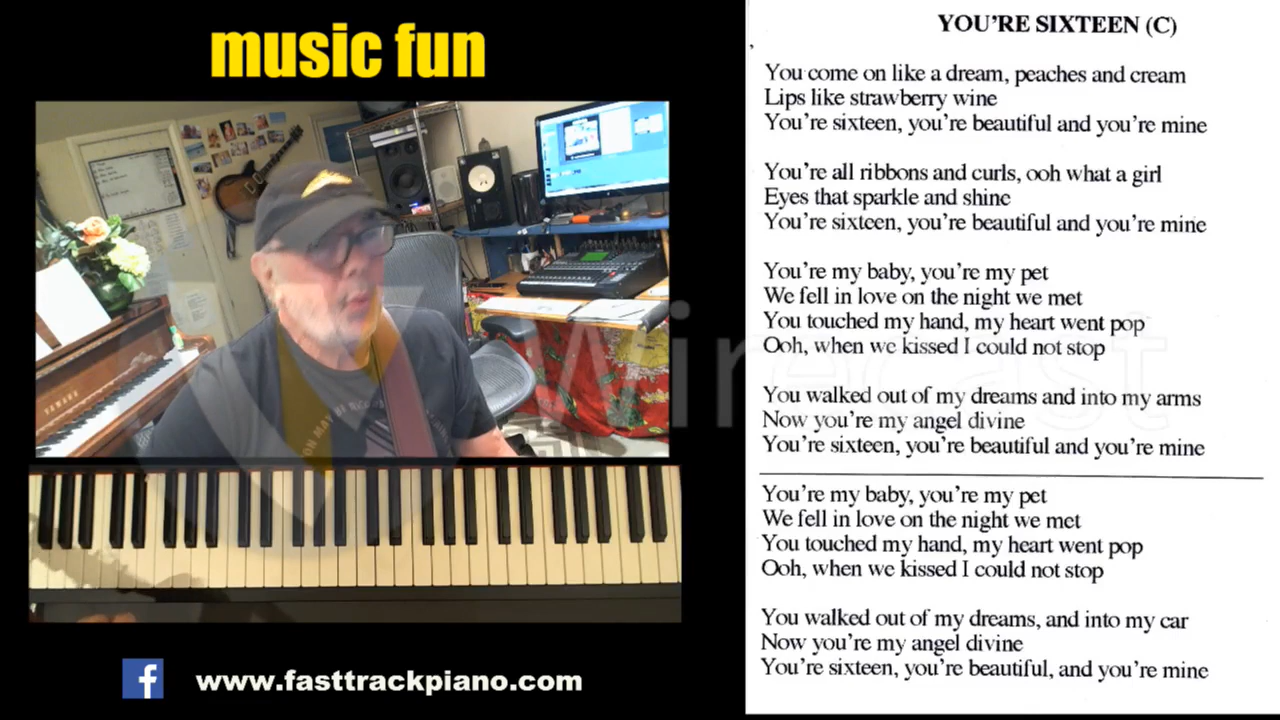 music fun
YOU'RE SIXTEEN (C)
You come on like a dream, peaches and cream
Lips like strawberry wine
You're sixteen, you're beautiful and you're mine
You're all ribbons and curls, ooh what a girl
Eyes that sparkle and shine
You're sixteen, you're beautiful and you're mine
You're my baby, you're my pet
We fell in love on the night we met
You touched my hand, my heart went pop
Ooh, when we kissed I could not stop
You walked out of my dreams and into my arms
Now you're my angel divine
You're sixteen, you're beautiful and you're mine
You're my baby, you're my pet
We fell in love on the night we met
You touched my hand, my heart went pop
Ooh, when we kissed I could not stop
You walked out of my dreams, and into my car
Now you're my angel divine
You're sixteen, you're beautiful, and you're mine
Wirecast
YAMAHA
f
www.fasttrackpiano.com